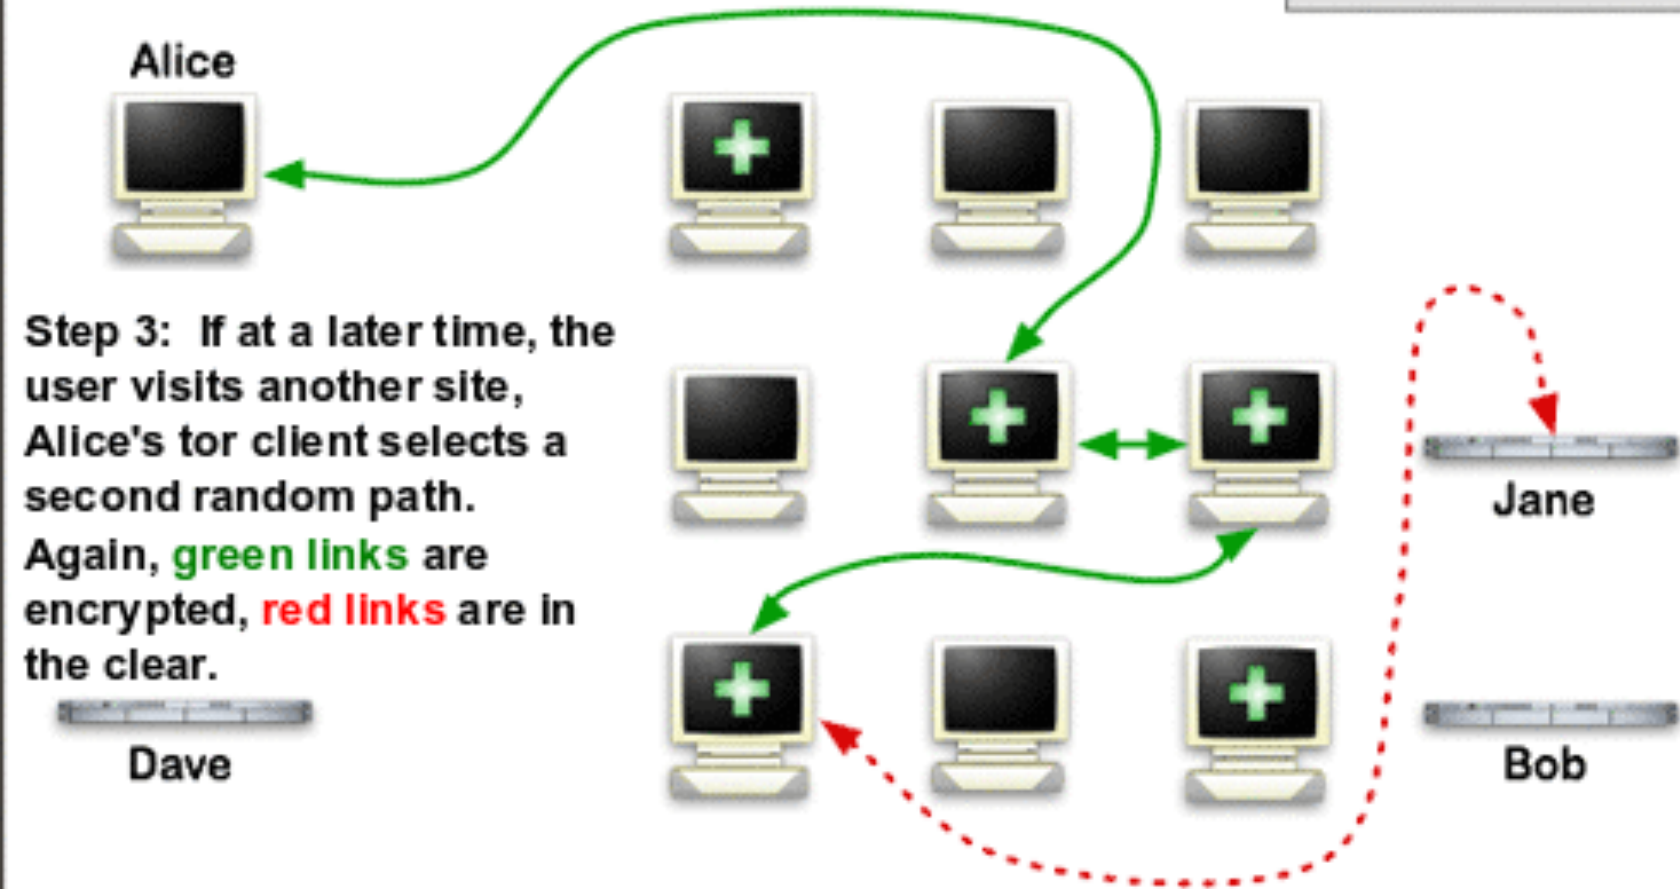 Alice
Step 3: If at a later time, the
user visits another site,
Alice's tor client selects a
second random path.
Again, green links are
encrypted, red links are in
the clear.
Dave
Jane
Bob